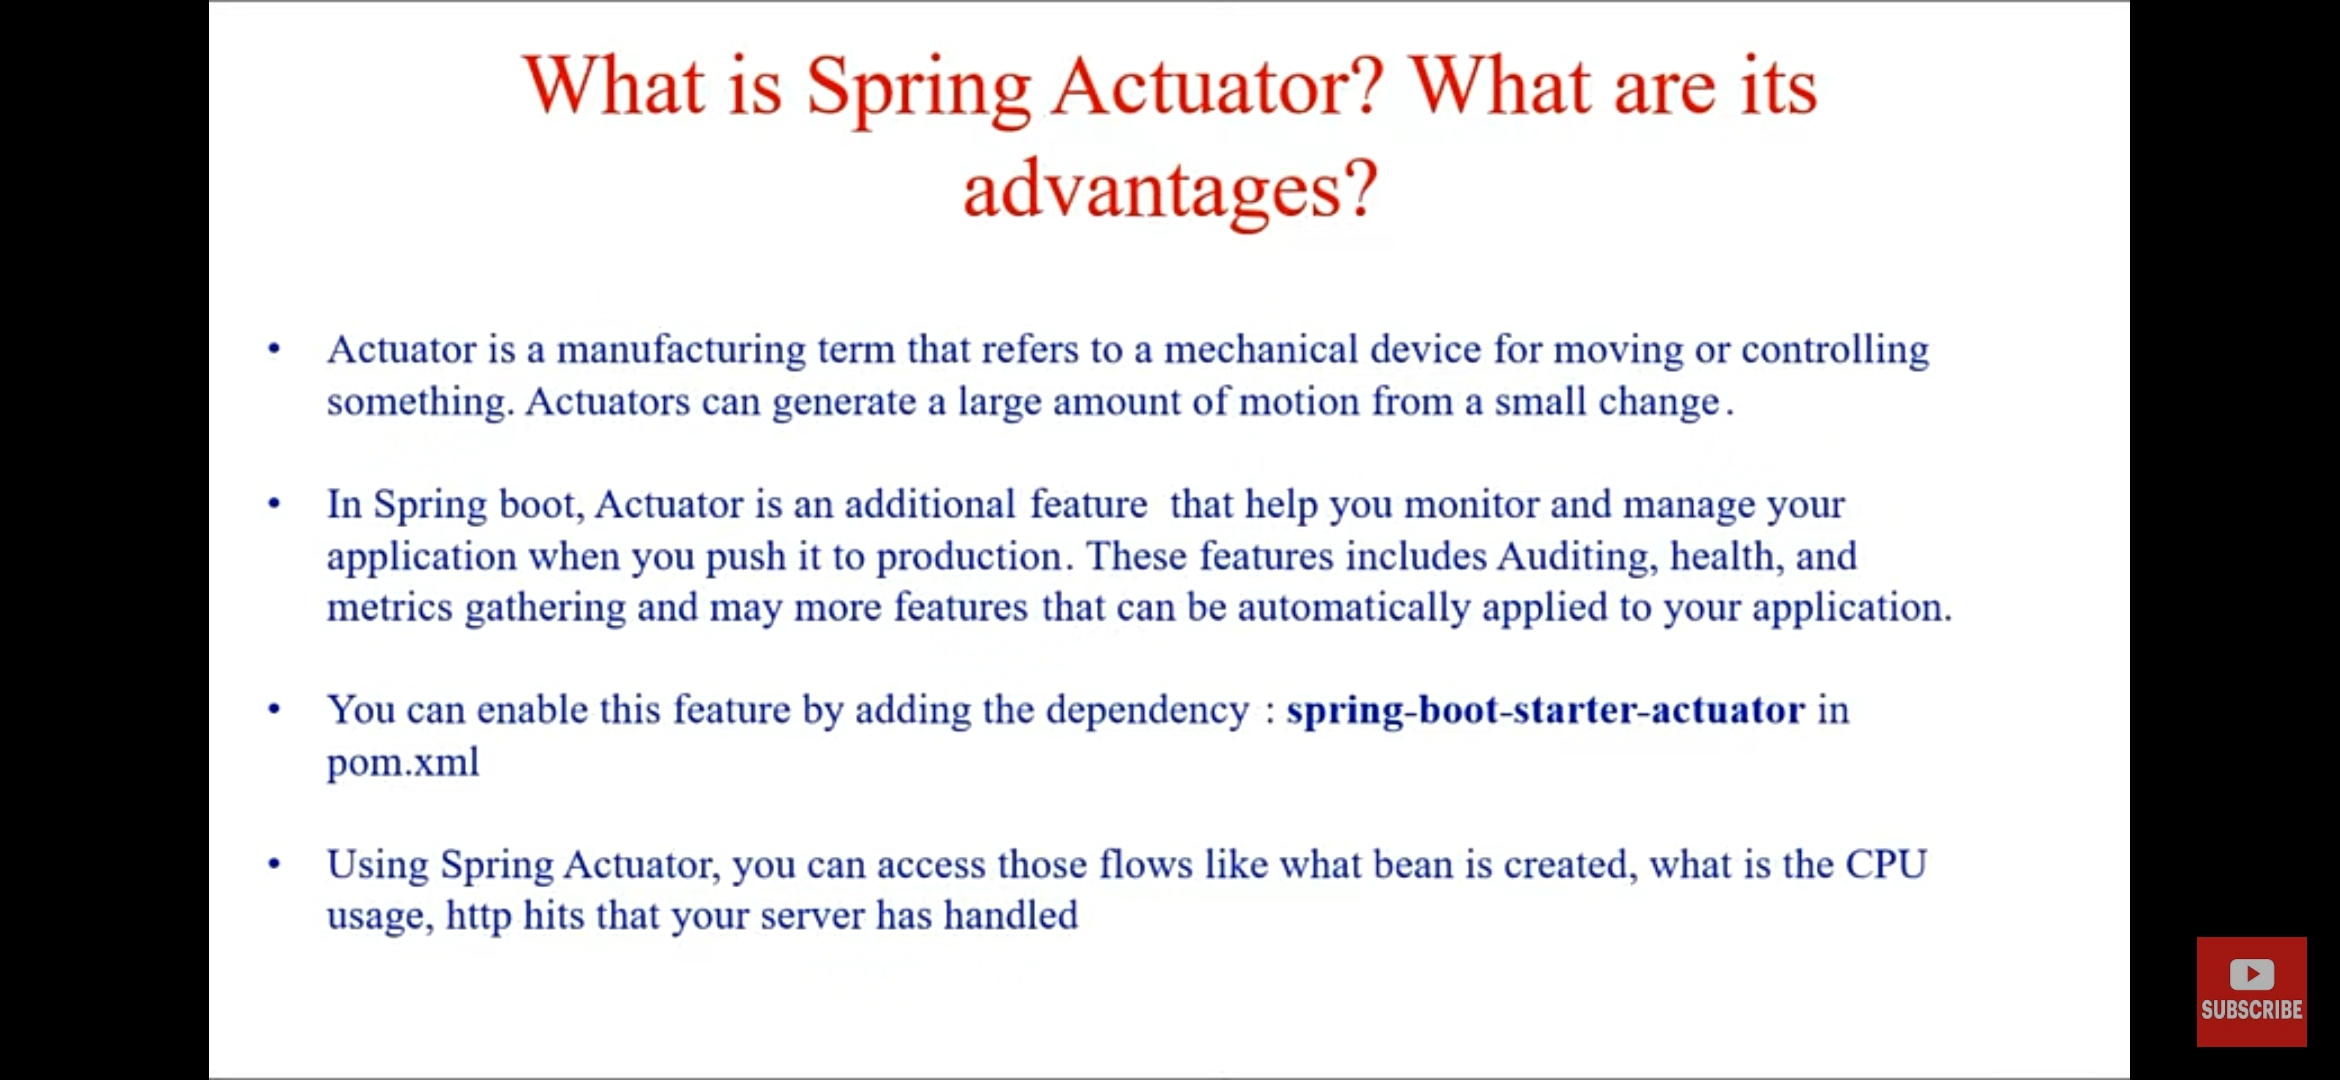 What is Spring Actuator? What are its
advantages?
• Actuator is a manufacturing term that refers to a mechanical device for moving or controlling
something. Actuators can generate a large amount of motion from a small change.
• In Spring boot, Actuator is an additional feature  that help you monitor and manage your
application when you push it to production. These features includes Auditing, health, and
metrics gathering and may more features that can be automatically applied to your application.
• You can enable this feature by adding the dependency : spring-boot-starter-actuator in
pom.xml
• Using Spring Actuator, you can access those flows like what bean is created, what is the CPU
usage, http hits that your server has handled
SUBSCRIBE